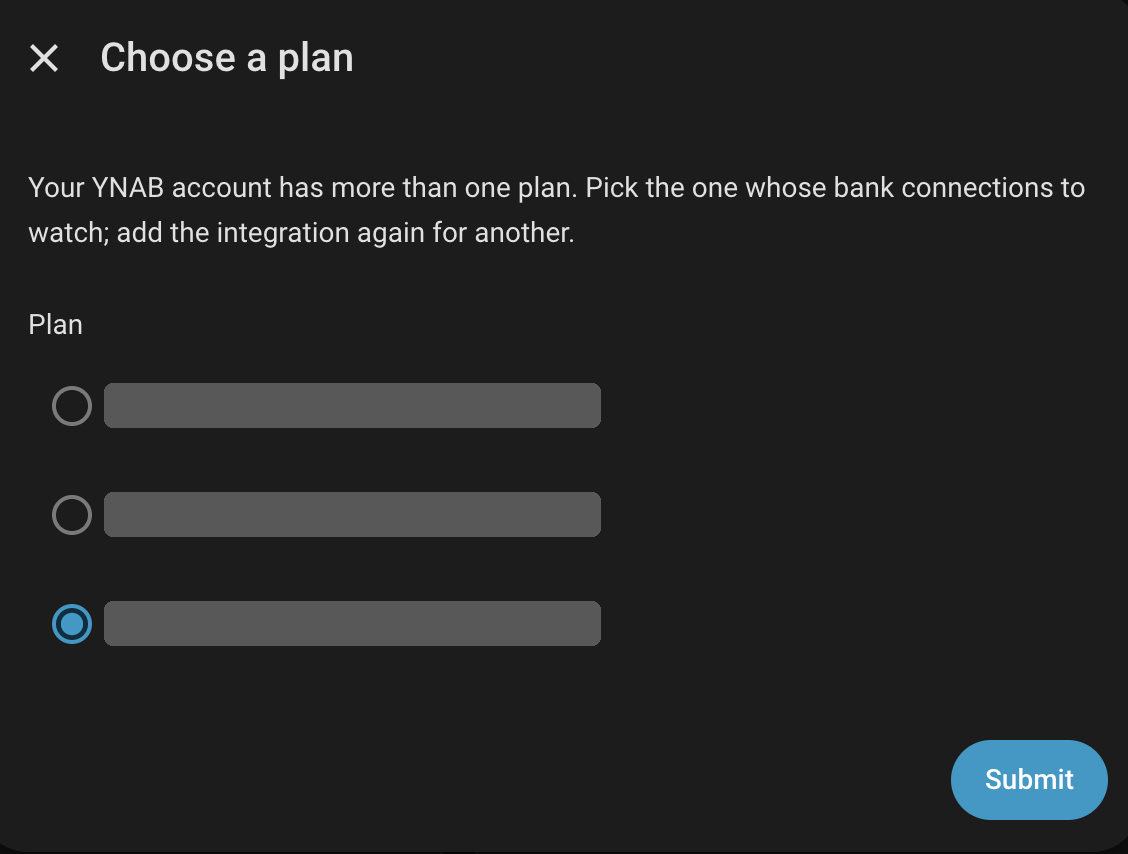 Choose a plan
Your YNAB account has more than one plan. Pick the one whose bank connections to
watch; add the integration again for another.
Plan
Submit